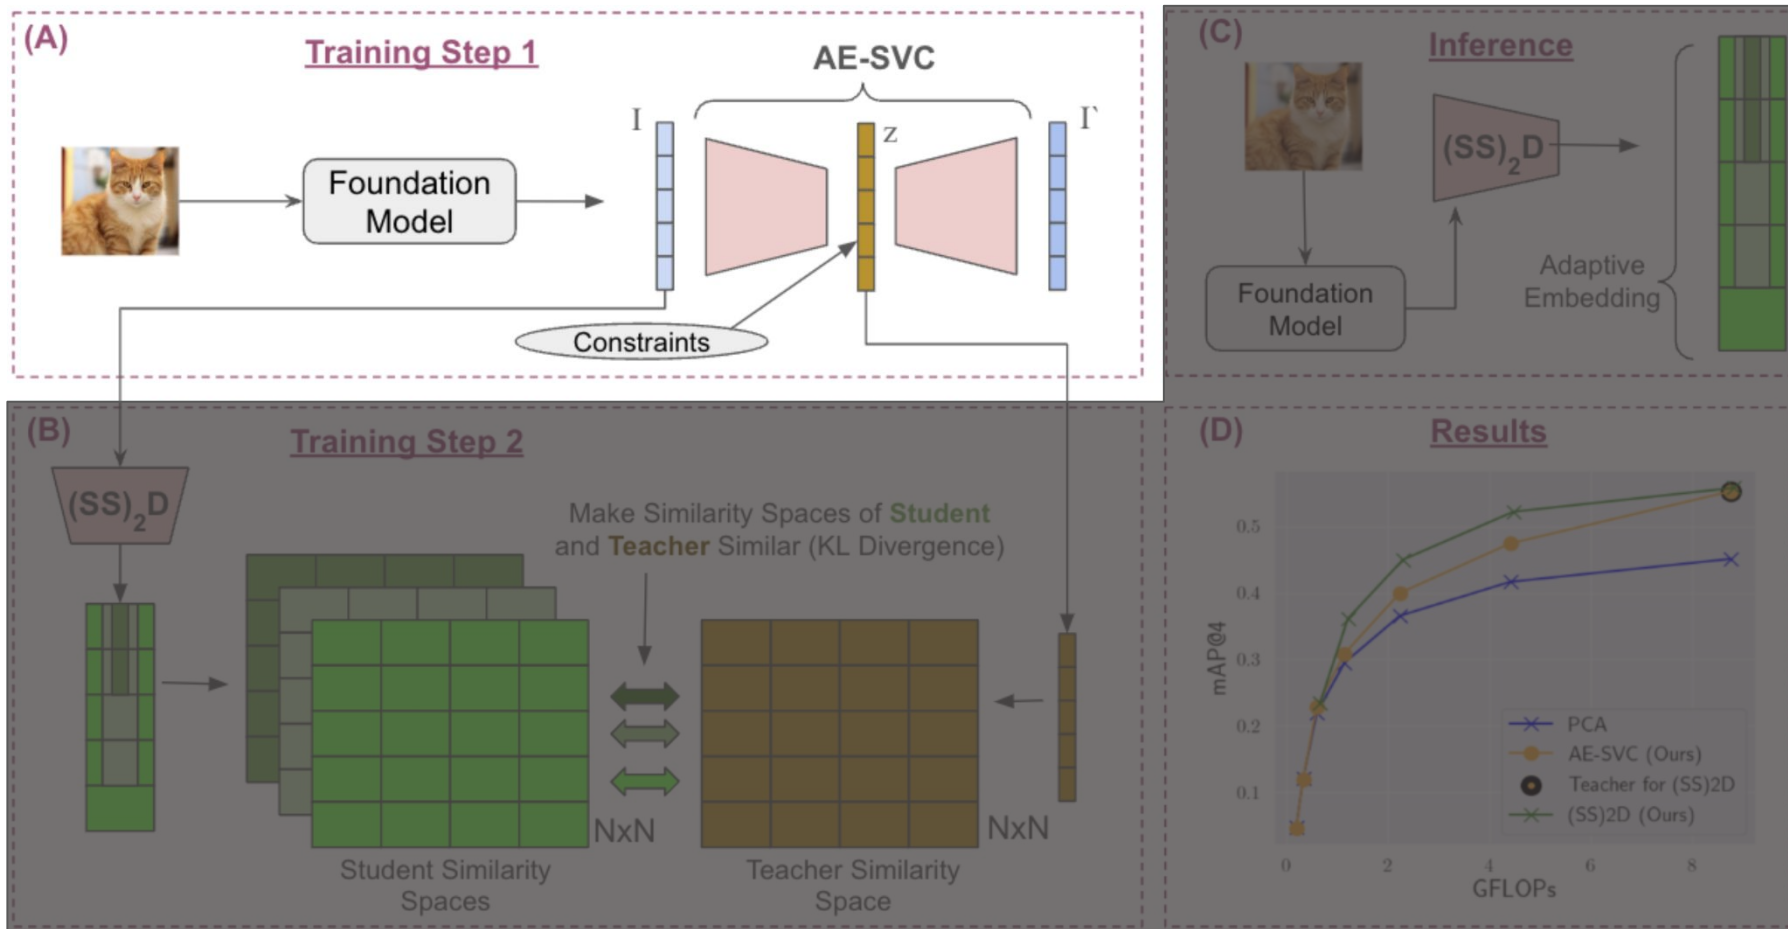 (A)
Training Step 1
AE-SVC
I
z
I`
Foundation
Model
Constraints
(B)
Training Step 2
(SS)2D
Make Similarity Spaces of Student
and Teacher Similar (KL Divergence)
NxN
NxN
Student Similarity
Spaces
Teacher Similarity
Space
(C)
Inference
(SS)2D
Foundation
Model
Adaptive
Embedding
(D)
Results
mAP@4
0.5
0.4
0.3
0.2
0.1
PCA
AE-SVC (Ours)
Teacher for (SS)2D
(SS)2D (Ours)
0 2 4 6 8
GFLOPs